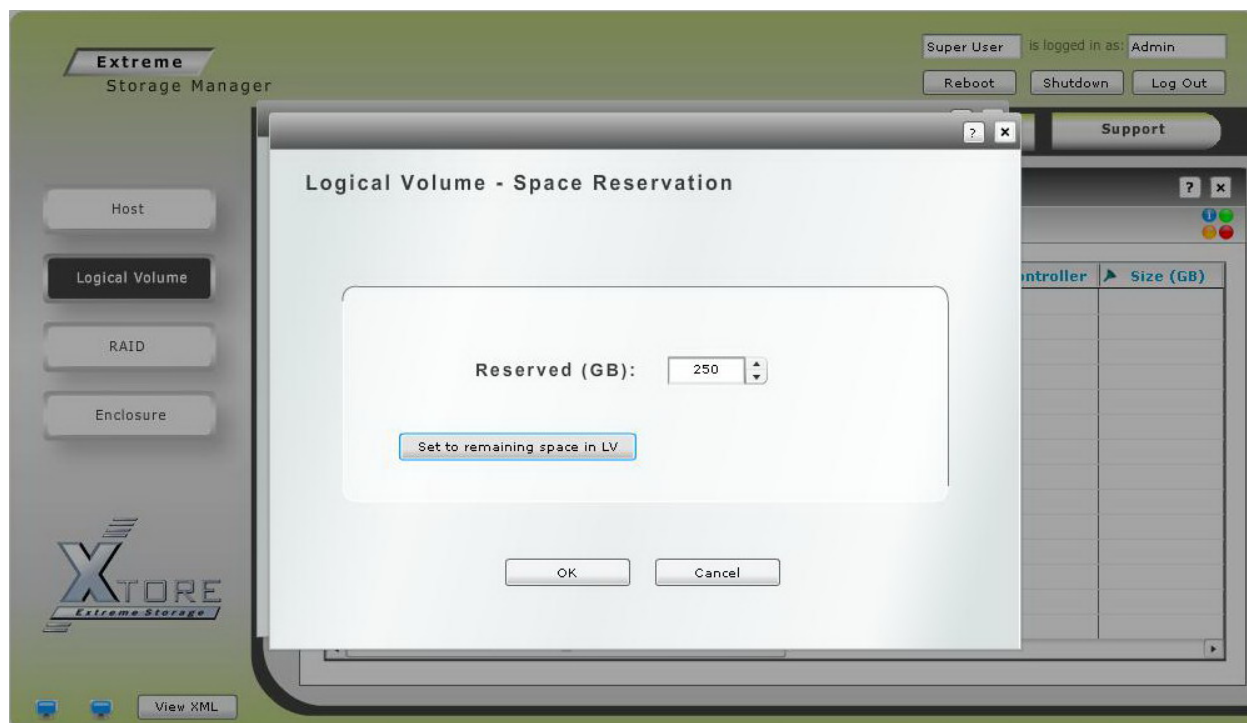 Extreme
Storage Manager
Super User is logged in as: Admin
Reboot Shutdown Log Out
Support
? ×
Logical Volume - Space Reservation
? ×
Host
Logical Volume
RAID
Enclosure
ntroller Size (GB)
Reserved (GB): 250
Set to remaining space in LV
OK Cancel
XTORE
Extreme Storage
View XML